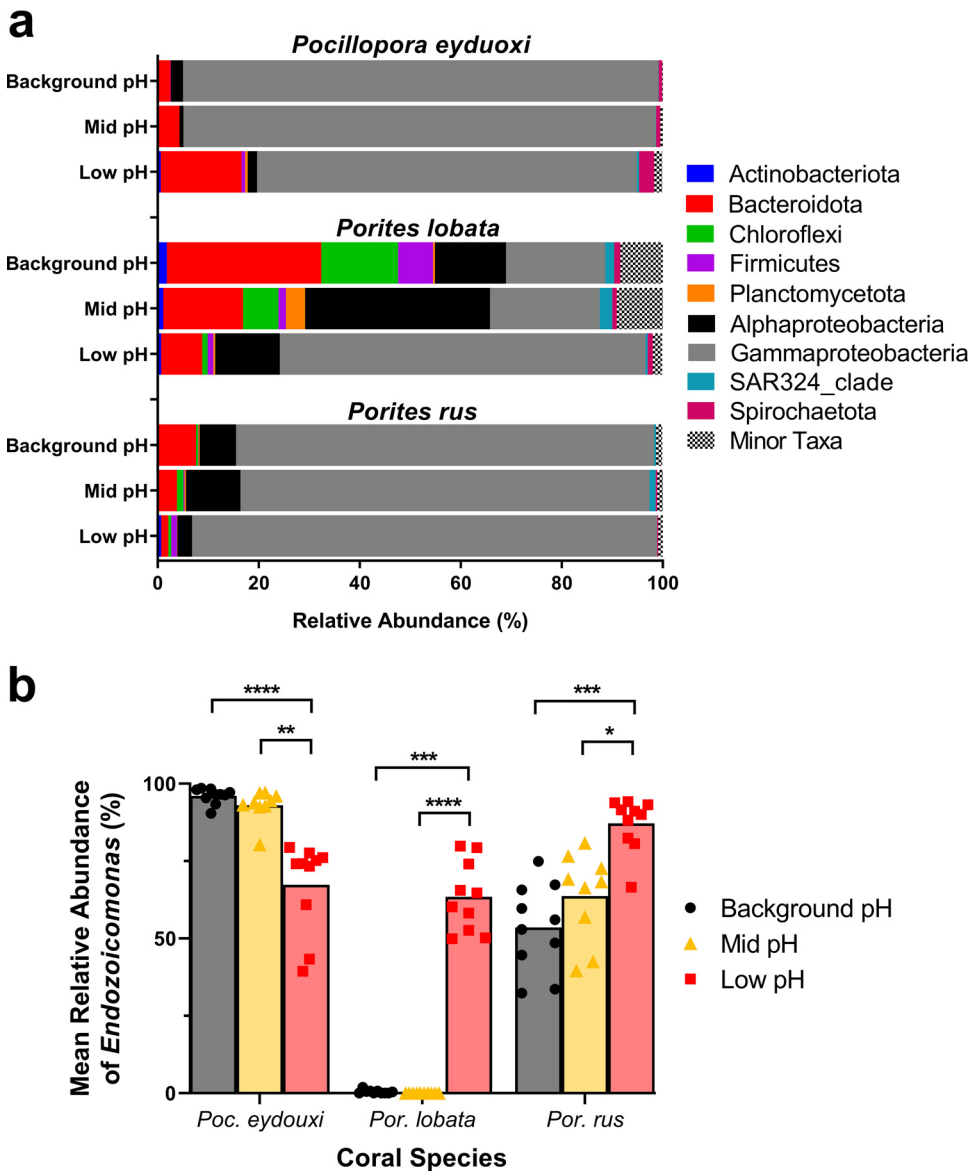 a
Pocillopora eyduoxi
Background pH
Mid pH
Low pH
Porites lobata
Background pH
Mid pH
Low pH
Porites rus
Background pH
Mid pH
Low pH
0 20 40 60 80 100
Relative Abundance (%)
Actinobacteriota
Bacteroidota
Chloroflexi
Firmicutes
Planctomycetota
Alphaproteobacteria
Gammaproteobacteria
SAR324_clade
Spirochaetota
Minor Taxa
b
**** *** ***
** **** *
100
50
0
Mean Relative Abundance
of Endozoicomonas (%)
Poc. eydouxi Por. lobata Por. rus
Coral Species
Background pH
Mid pH
Low pH